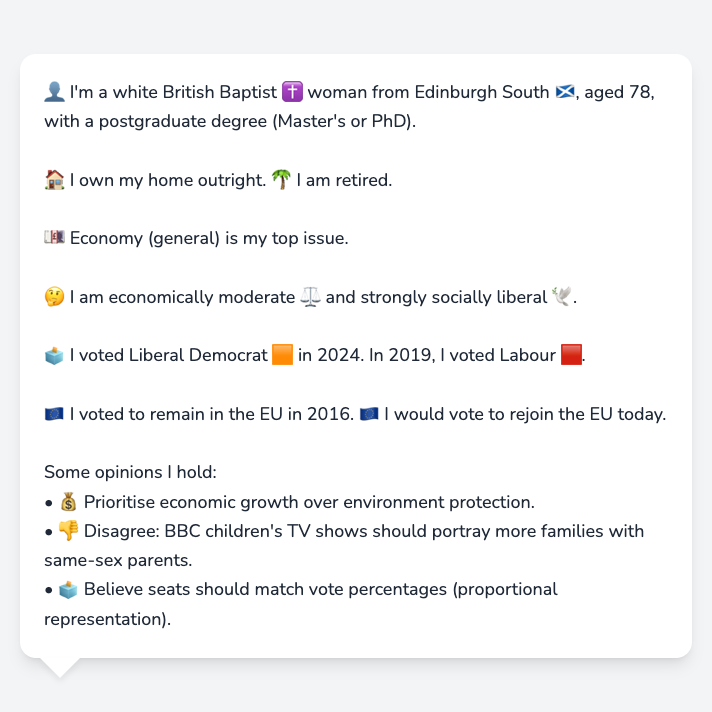 👤 I'm a white British Baptist ✝️ woman from Edinburgh South 🏴󠁧󠁢󠁳󠁣󠁴󠁿, aged 78,
with a postgraduate degree (Master's or PhD).
🏠 I own my home outright. 🌴 I am retired.
💷 Economy (general) is my top issue.
🤔 I am economically moderate ⚖️ and strongly socially liberal 🕊️.
🗳️ I voted Liberal Democrat 🟧 in 2024. In 2019, I voted Labour 🟥.
🇪🇺 I voted to remain in the EU in 2016. 🇪🇺 I would vote to rejoin the EU today.
Some opinions I hold:
• 💰 Prioritise economic growth over environment protection.
• 👎 Disagree: BBC children's TV shows should portray more families with
same-sex parents.
• 🗳️ Believe seats should match vote percentages (proportional
representation).